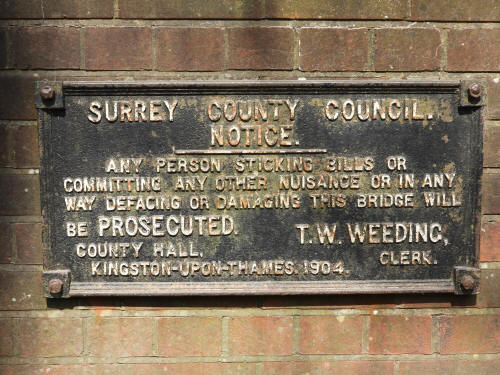 SURREY COUNTY COUNCIL.
NOTICE.
ANY PERSON STICKING BILLS OR
COMMITTING ANY OTHER NUISANCE OR IN ANY
WAY DEFACING OR DAMAGING THIS BRIDGE WILL
BE PROSECUTED.
COUNTY HALL,
KINGSTON-UPON-THAMES. 1904.
T.W. WEEDING,
CLERK.